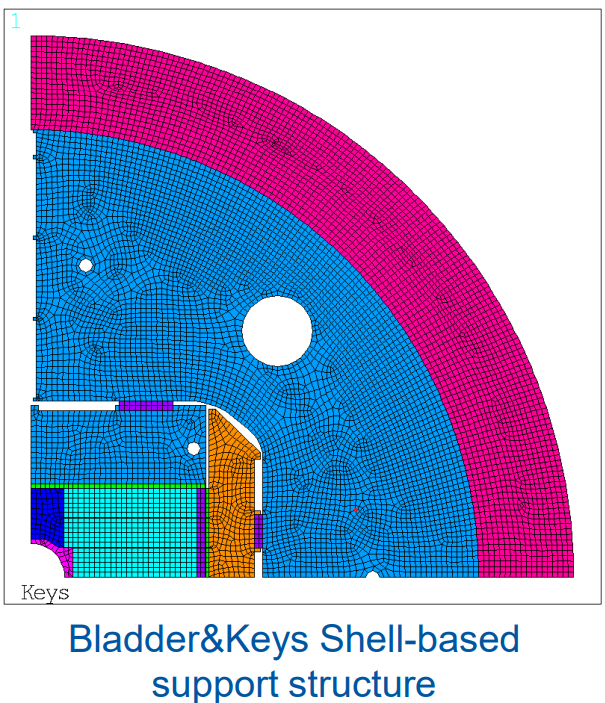 1
Keys
Bladder&Keys Shell-based
support structure